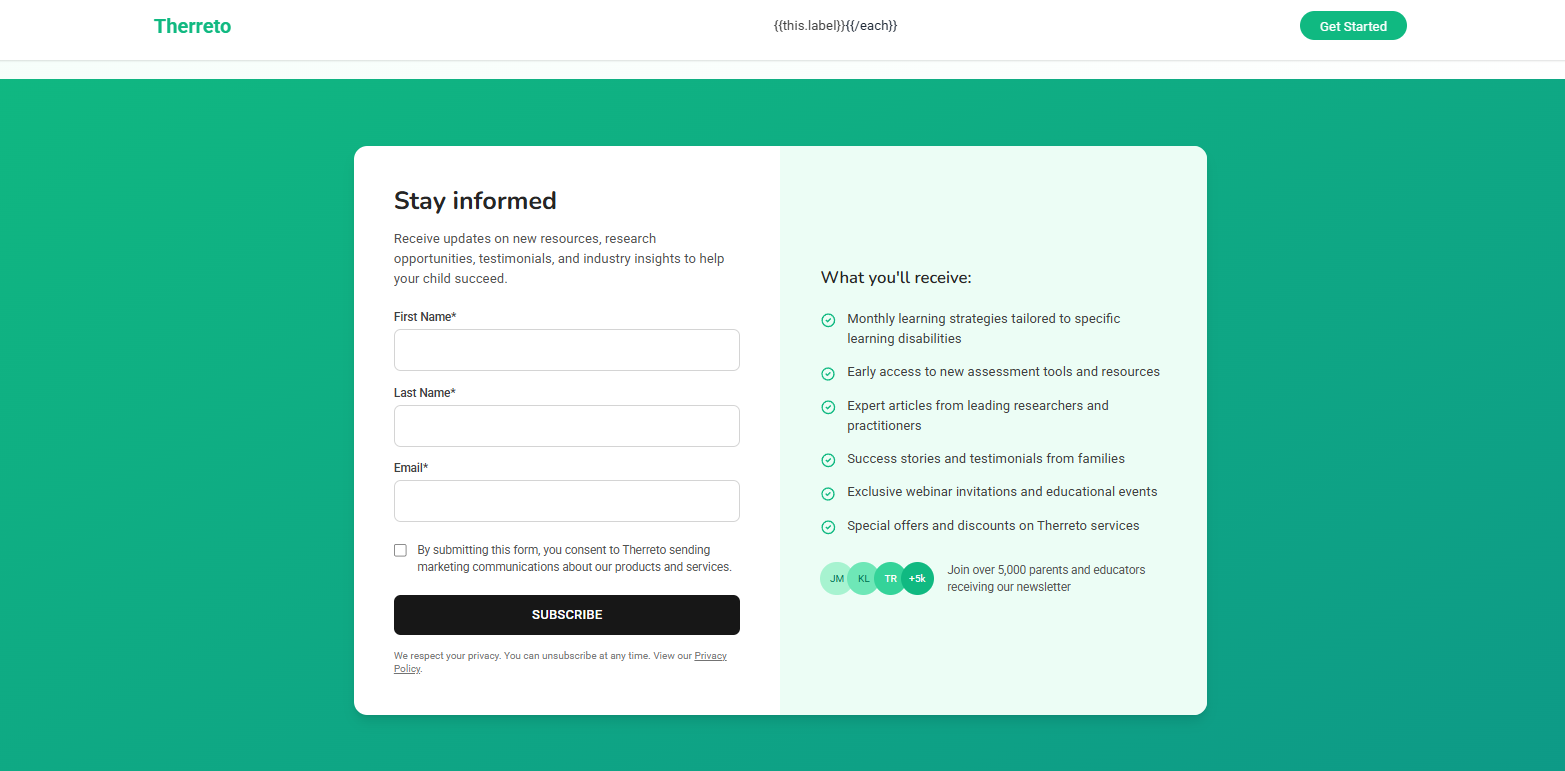 Therreto
{{this.label}}{{/each}}
Get Started
Stay informed
Receive updates on new resources, research
opportunities, testimonials, and industry insights to help
your child succeed.
First Name*
Last Name*
Email*
By submitting this form, you consent to Therreto sending
marketing communications about our products and services.
SUBSCRIBE
We respect your privacy. You can unsubscribe at any time. View our Privacy
Policy.
What you'll receive:
Monthly learning strategies tailored to specific
learning disabilities
Early access to new assessment tools and resources
Expert articles from leading researchers and
practitioners
Success stories and testimonials from families
Exclusive webinar invitations and educational events
Special offers and discounts on Therreto services
JM KL TR +5k
Join over 5,000 parents and educators
receiving our newsletter